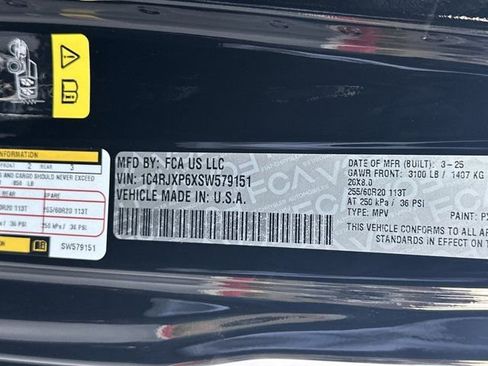 S AND CARGO SHOULD NEVER EXCEED
850 LB
FRONT 2 REAR 3
SPARE
R20 113T 255/60R20 113T
/ 36 PSI 250 kPa / 36 PSI
SW579151
MFD. BY: FCA US LLC
VIN: 1C4RJXP6XSW579151
VEHICLE MADE IN: U.S.A.
DATE OF MFR (BUILT): 3-25
GAWR FRONT: 3100 LB / 1407 KG
20X8.0
255/60R20 113T
AT 250 kPa / 36 PSI
TYPE: MPV PAINT: PX
THIS VEHICLE CONFORMS TO ALL AP
STANDARDS IN EFFECT ON T